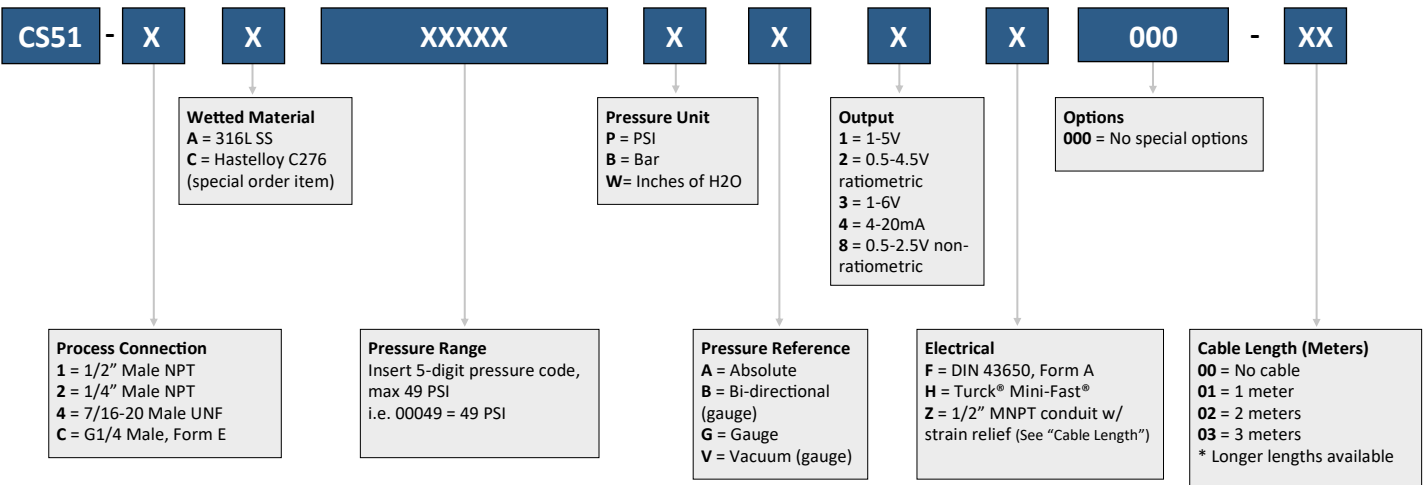 CS51 - X X XXXXX X X X X 000 - XX
Wetted Material
A = 316L SS
C = Hastelloy C276
(special order item)
Pressure Unit
P = PSI
B = Bar
W= Inches of H2O
Output
1 = 1-5V
2 = 0.5-4.5V
ratiometric
3 = 1-6V
4 = 4-20mA
8 = 0.5-2.5V non-
ratiometric
Options
000 = No special options
Process Connection
1 = 1/2” Male NPT
2 = 1/4” Male NPT
4 = 7/16-20 Male UNF
C = G1/4 Male, Form E
Pressure Range
Insert 5-digit pressure code,
max 49 PSI
i.e. 00049 = 49 PSI
Pressure Reference
A = Absolute
B = Bi-directional
(gauge)
G = Gauge
V = Vacuum (gauge)
Electrical
F = DIN 43650, Form A
H = Turck® Mini-Fast®
Z = 1/2” MNPT conduit w/
strain relief (See “Cable Length”)
Cable Length (Meters)
00 = No cable
01 = 1 meter
02 = 2 meters
03 = 3 meters
* Longer lengths available